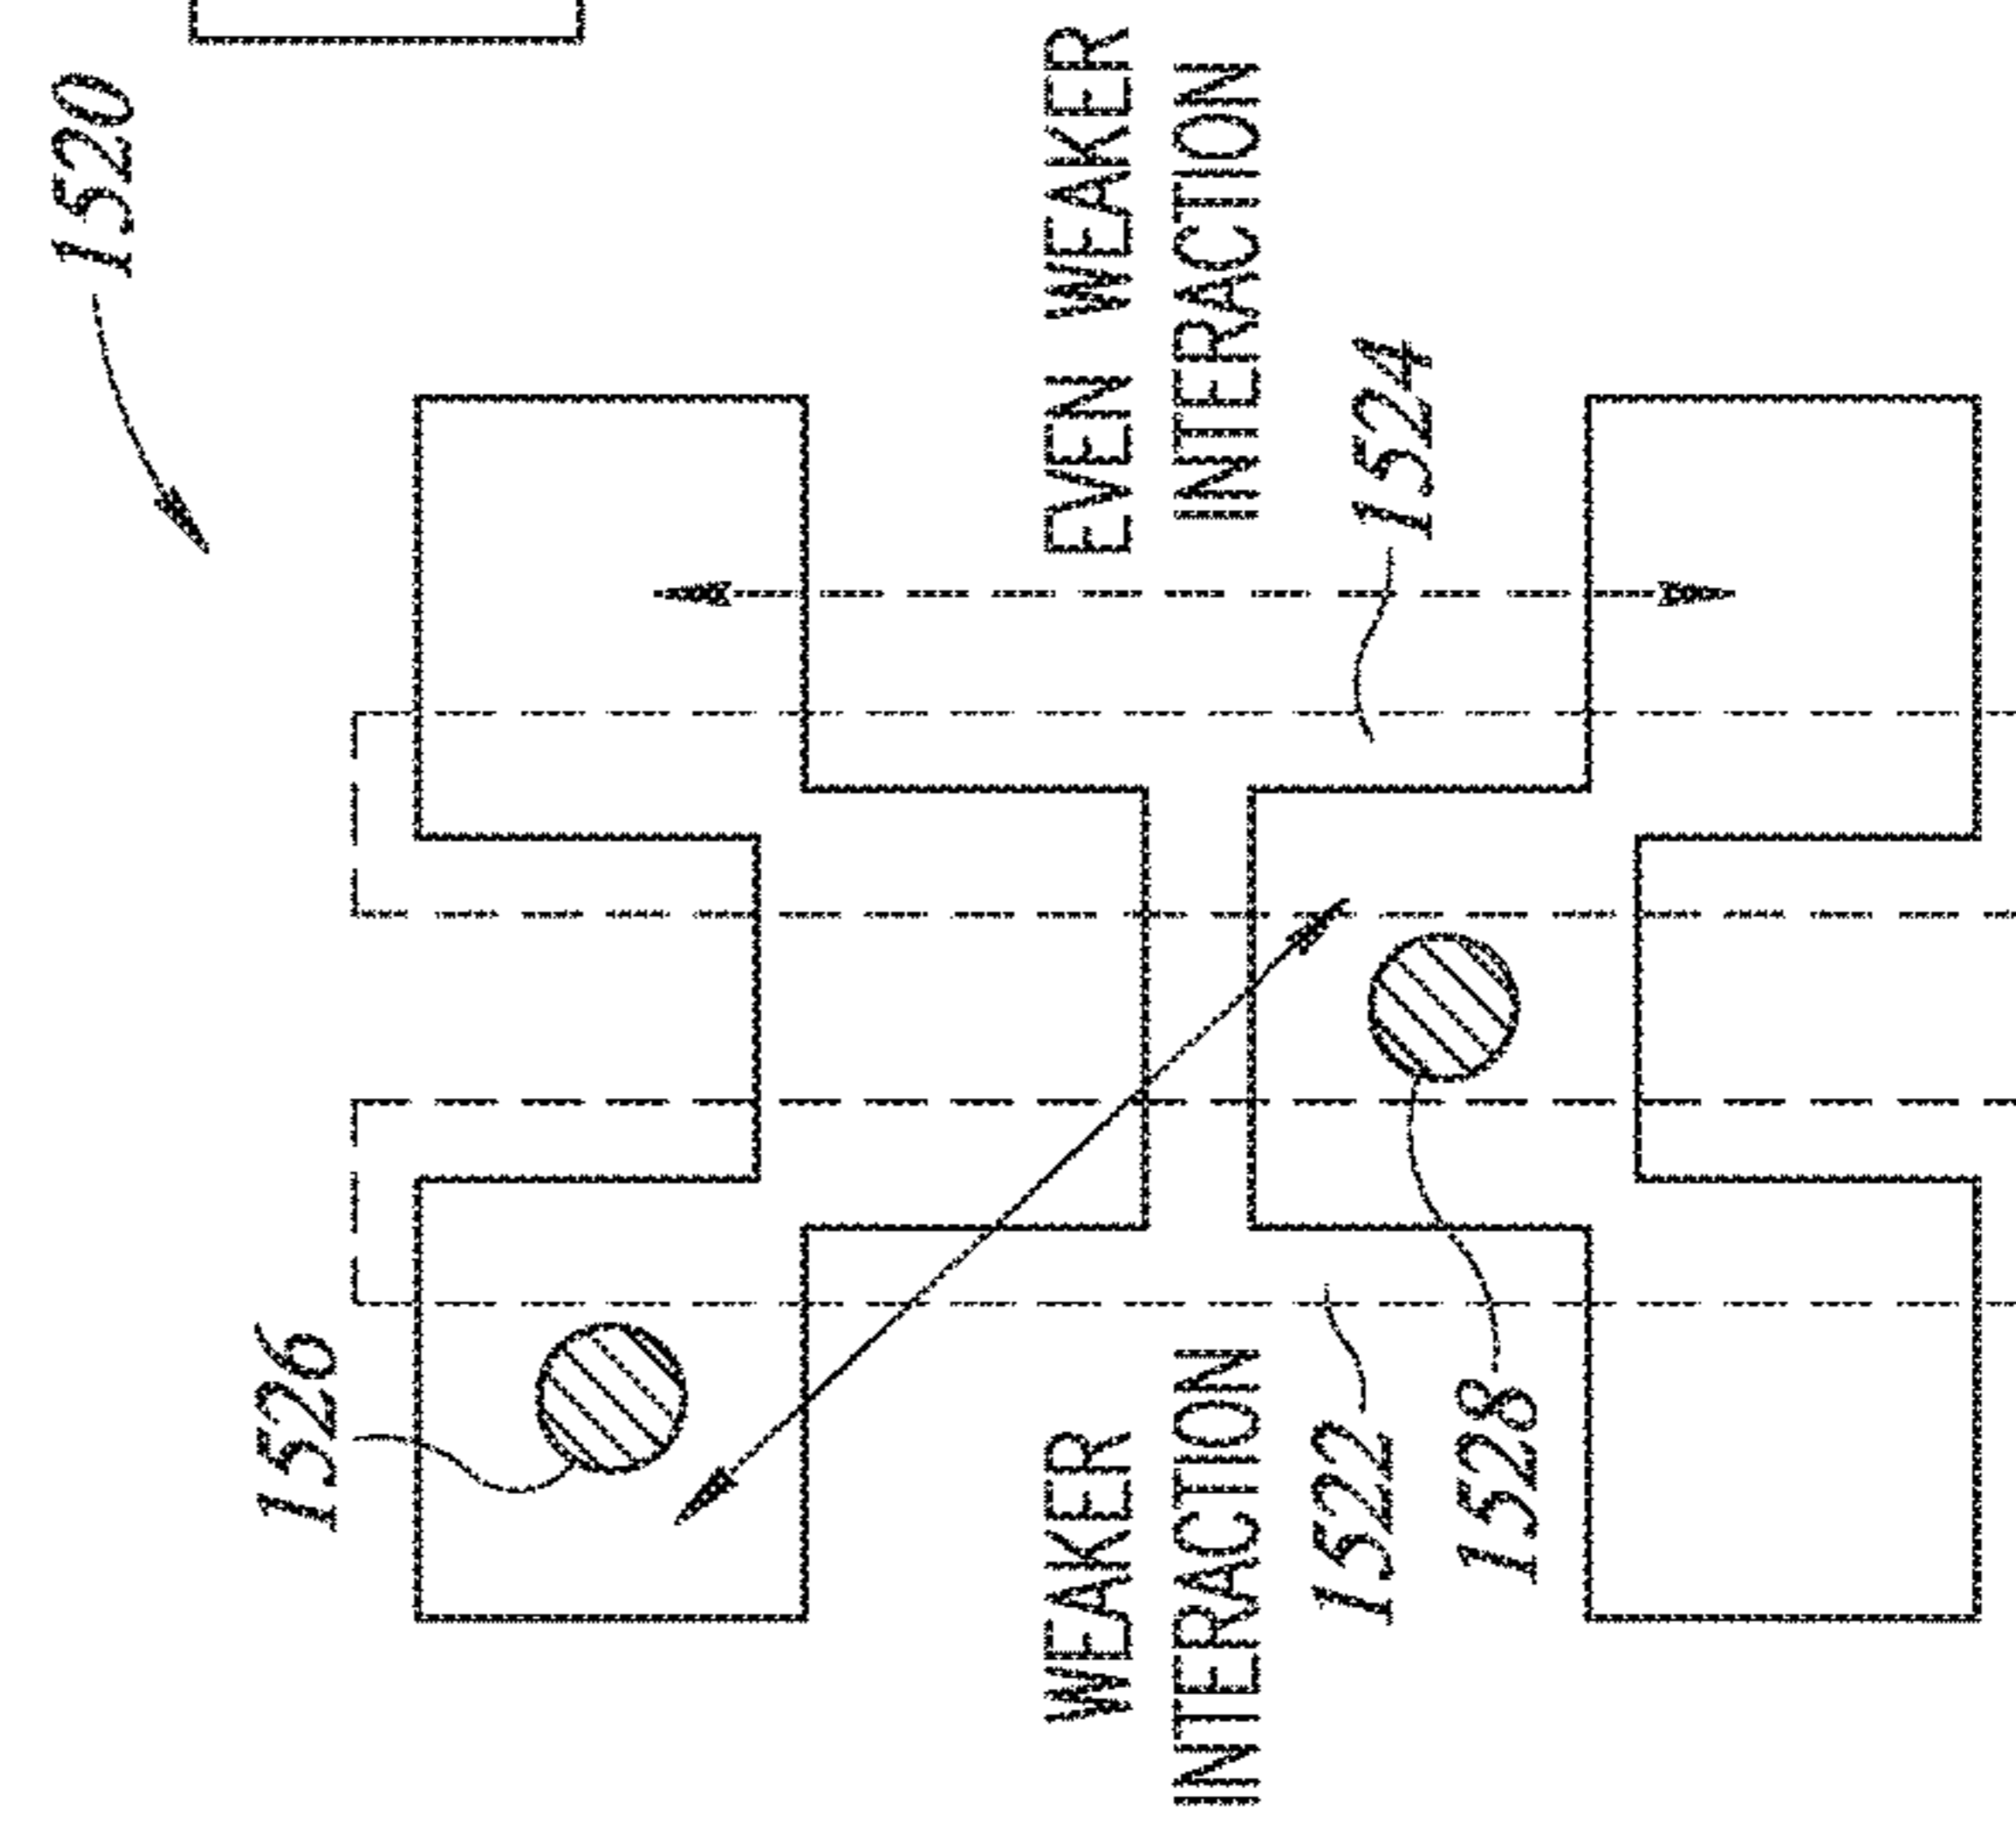 1520
EVEN WEAKER
INTERACTION
1524
1526
WEAKER
INTERACTION
1522
1528